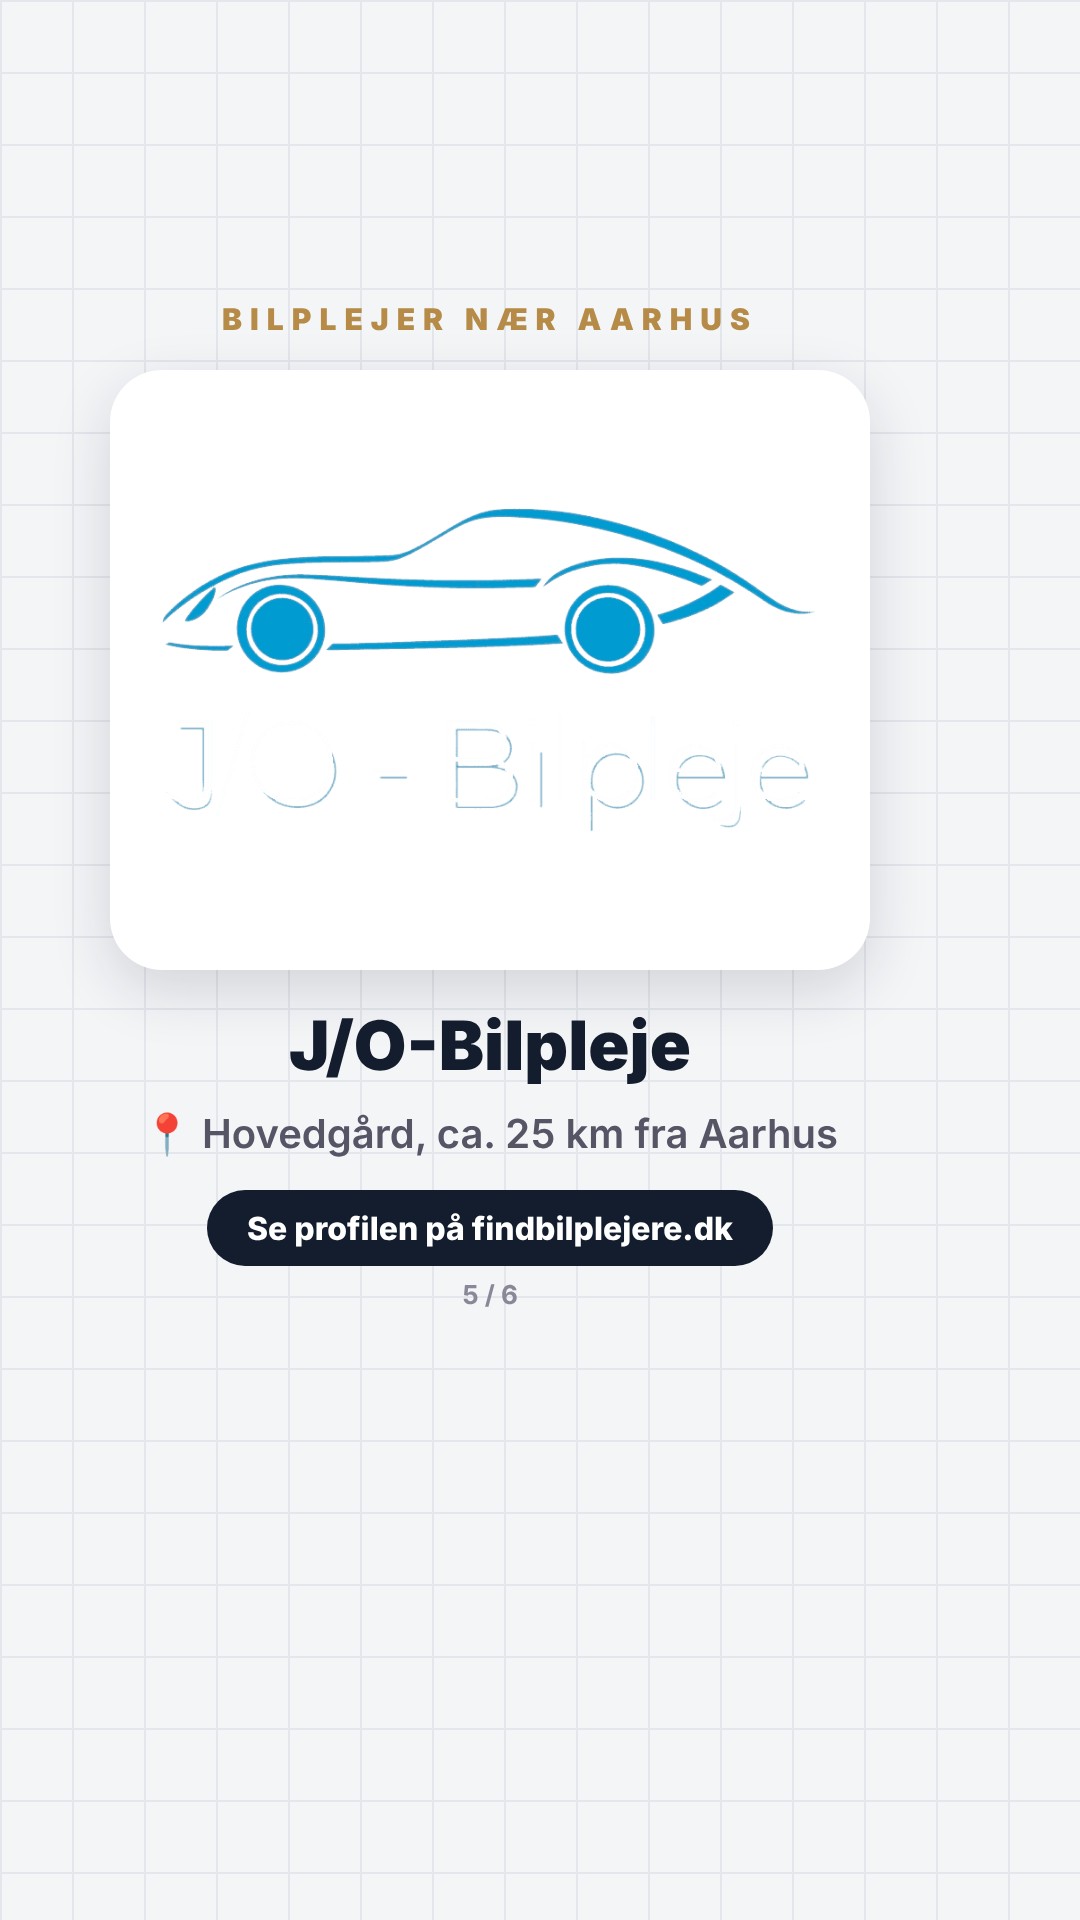 BILPLEJER NÆR AARHUS
J/O - Bilpleje
J/O-Bilpleje
📍 Hovedgård, ca. 25 km fra Aarhus
Se profilen på findbilplejere.dk
5 / 6